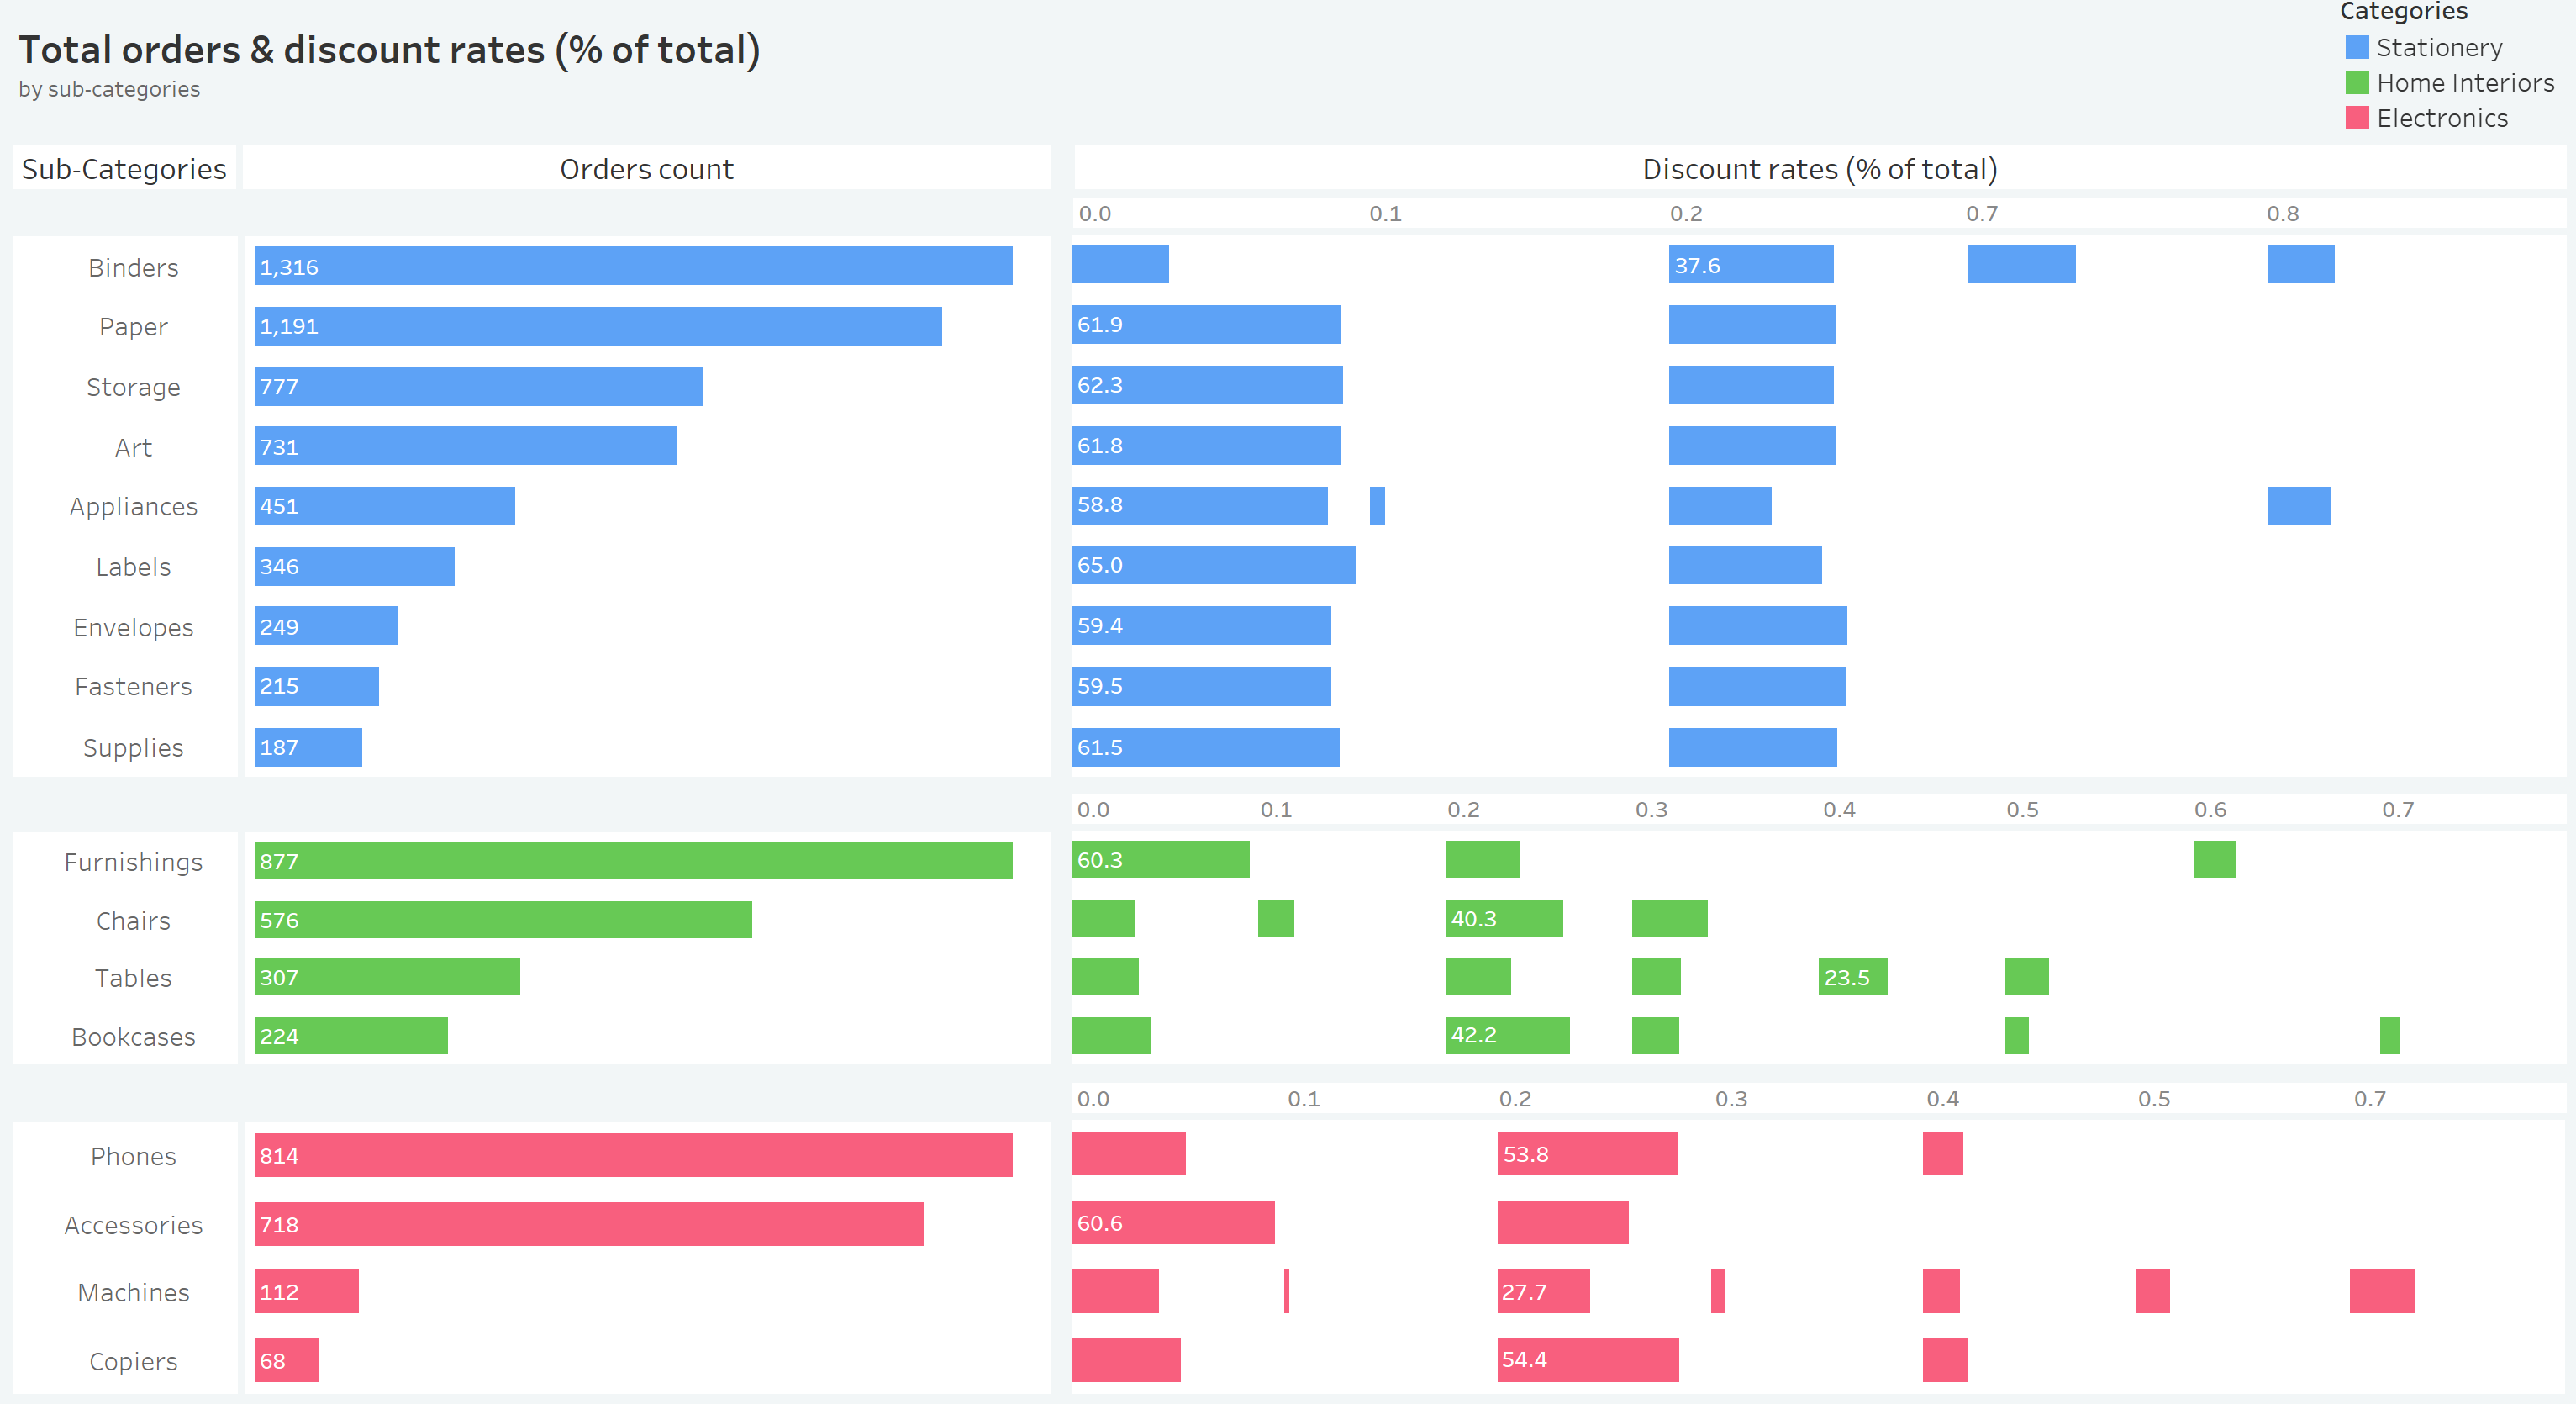 Total orders & discount rates (% of total)
by sub-categories
Categories
Stationery
Home Interiors
Electronics
Sub-Categories Orders count Discount rates (% of total)
0.0 0.1 0.2 0.7 0.8
Binders 1,316 37.6
Paper 1,191 61.9
Storage 777 62.3
Art 731 61.8
Appliances 451 58.8
Labels 346 65.0
Envelopes 249 59.4
Fasteners 215 59.5
Supplies 187 61.5
0.0 0.1 0.2 0.3 0.4 0.5 0.6 0.7
Furnishings 877 60.3
Chairs 576 40.3
Tables 307 23.5
Bookcases 224 42.2
0.0 0.1 0.2 0.3 0.4 0.5 0.7
Phones 814 53.8
Accessories 718 60.6
Machines 112 27.7
Copiers 68 54.4